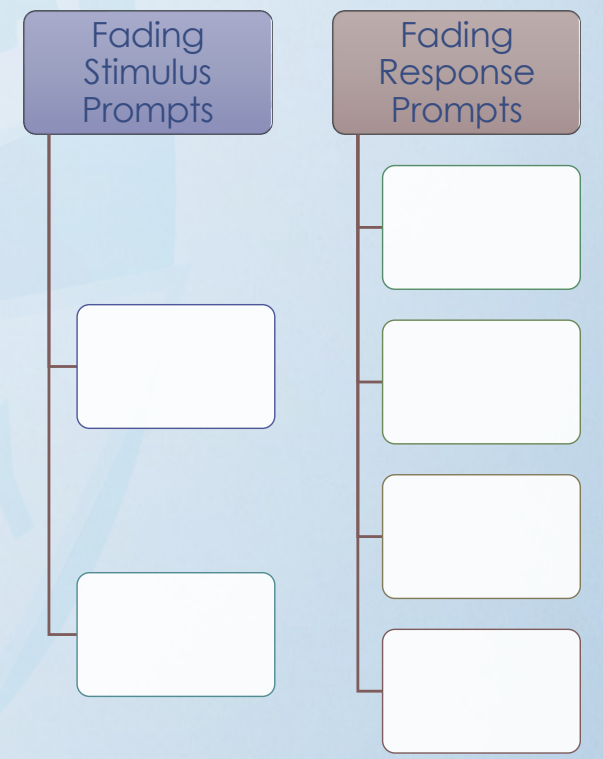 Fading
Stimulus
Prompts
Fading
Response
Prompts